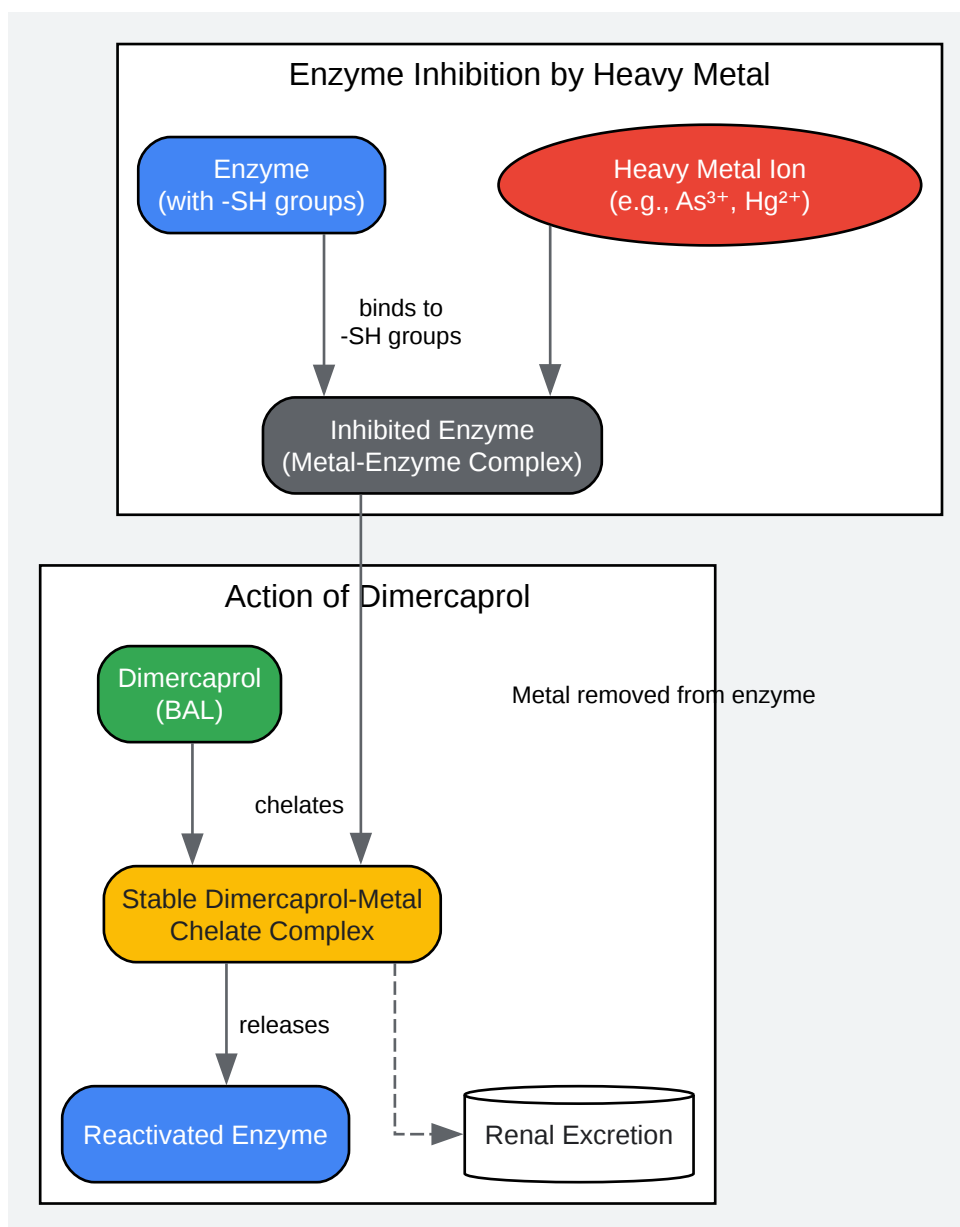 Enzyme Inhibition by Heavy Metal
Enzyme
(with -SH groups)
Heavy Metal Ion
(e.g., As³⁺, Hg²⁺)
binds to
-SH groups
Inhibited Enzyme
(Metal-Enzyme Complex)
Action of Dimercaprol
Dimercaprol
(BAL)
Metal removed from enzyme
chelates
Stable Dimercaprol-Metal
Chelate Complex
releases
Reactivated Enzyme
Renal Excretion